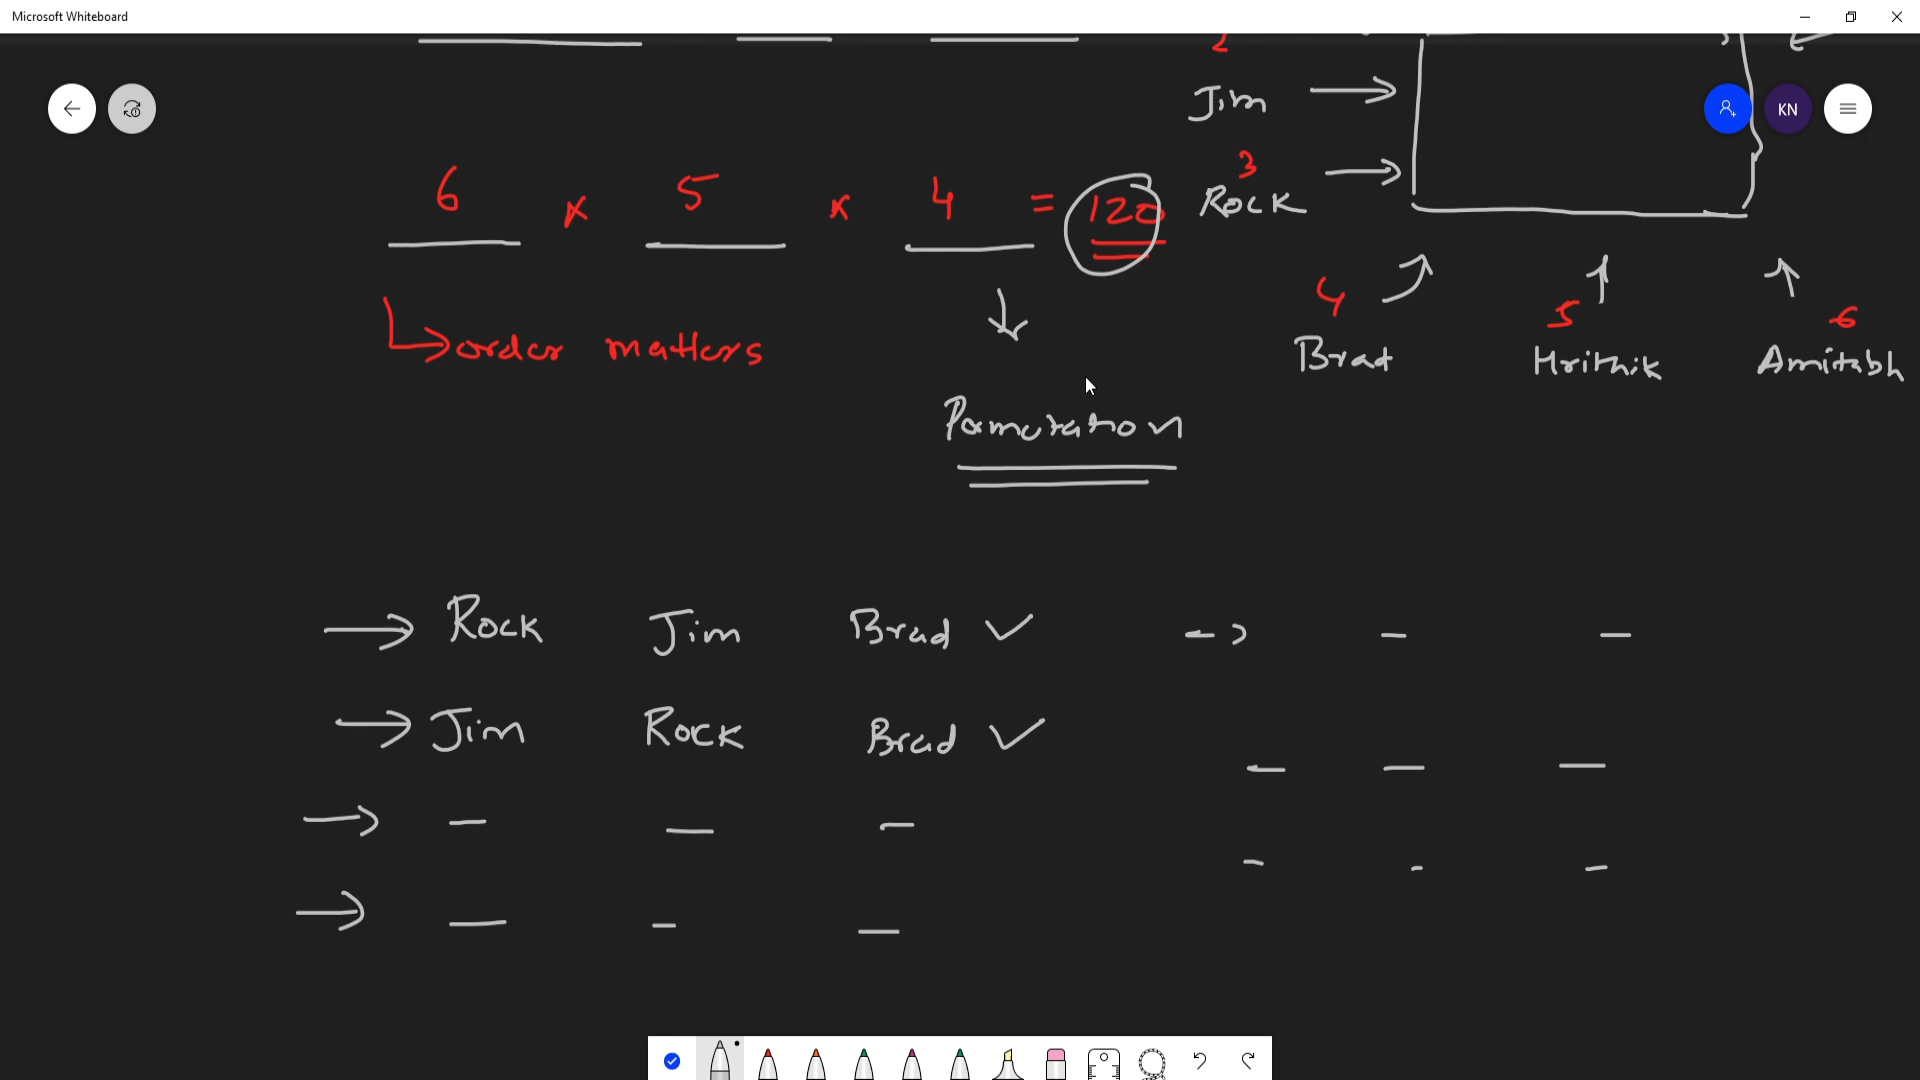 Microsoft Whiteboard
2
Jim
KN
6 x 5 x 4 = 120
3
Rock
order matters
4 5 6
Brad Hrithik Amitabh
Permutation
Rock Jim Brad ✓
Jim Rock Brad ✓